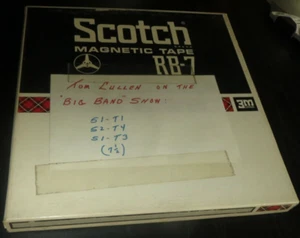 Scotch
MAGNETIC TAPE
RB-7
Tom Cullen on the
"Big Band" Show:
S1-T1
S2-T4
S1-T3
(7½)
3M